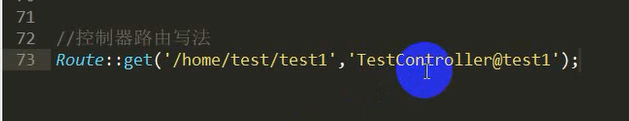 71
72 //控制器路由写法
73 Route::get('/home/test/test1','TestController@test1');